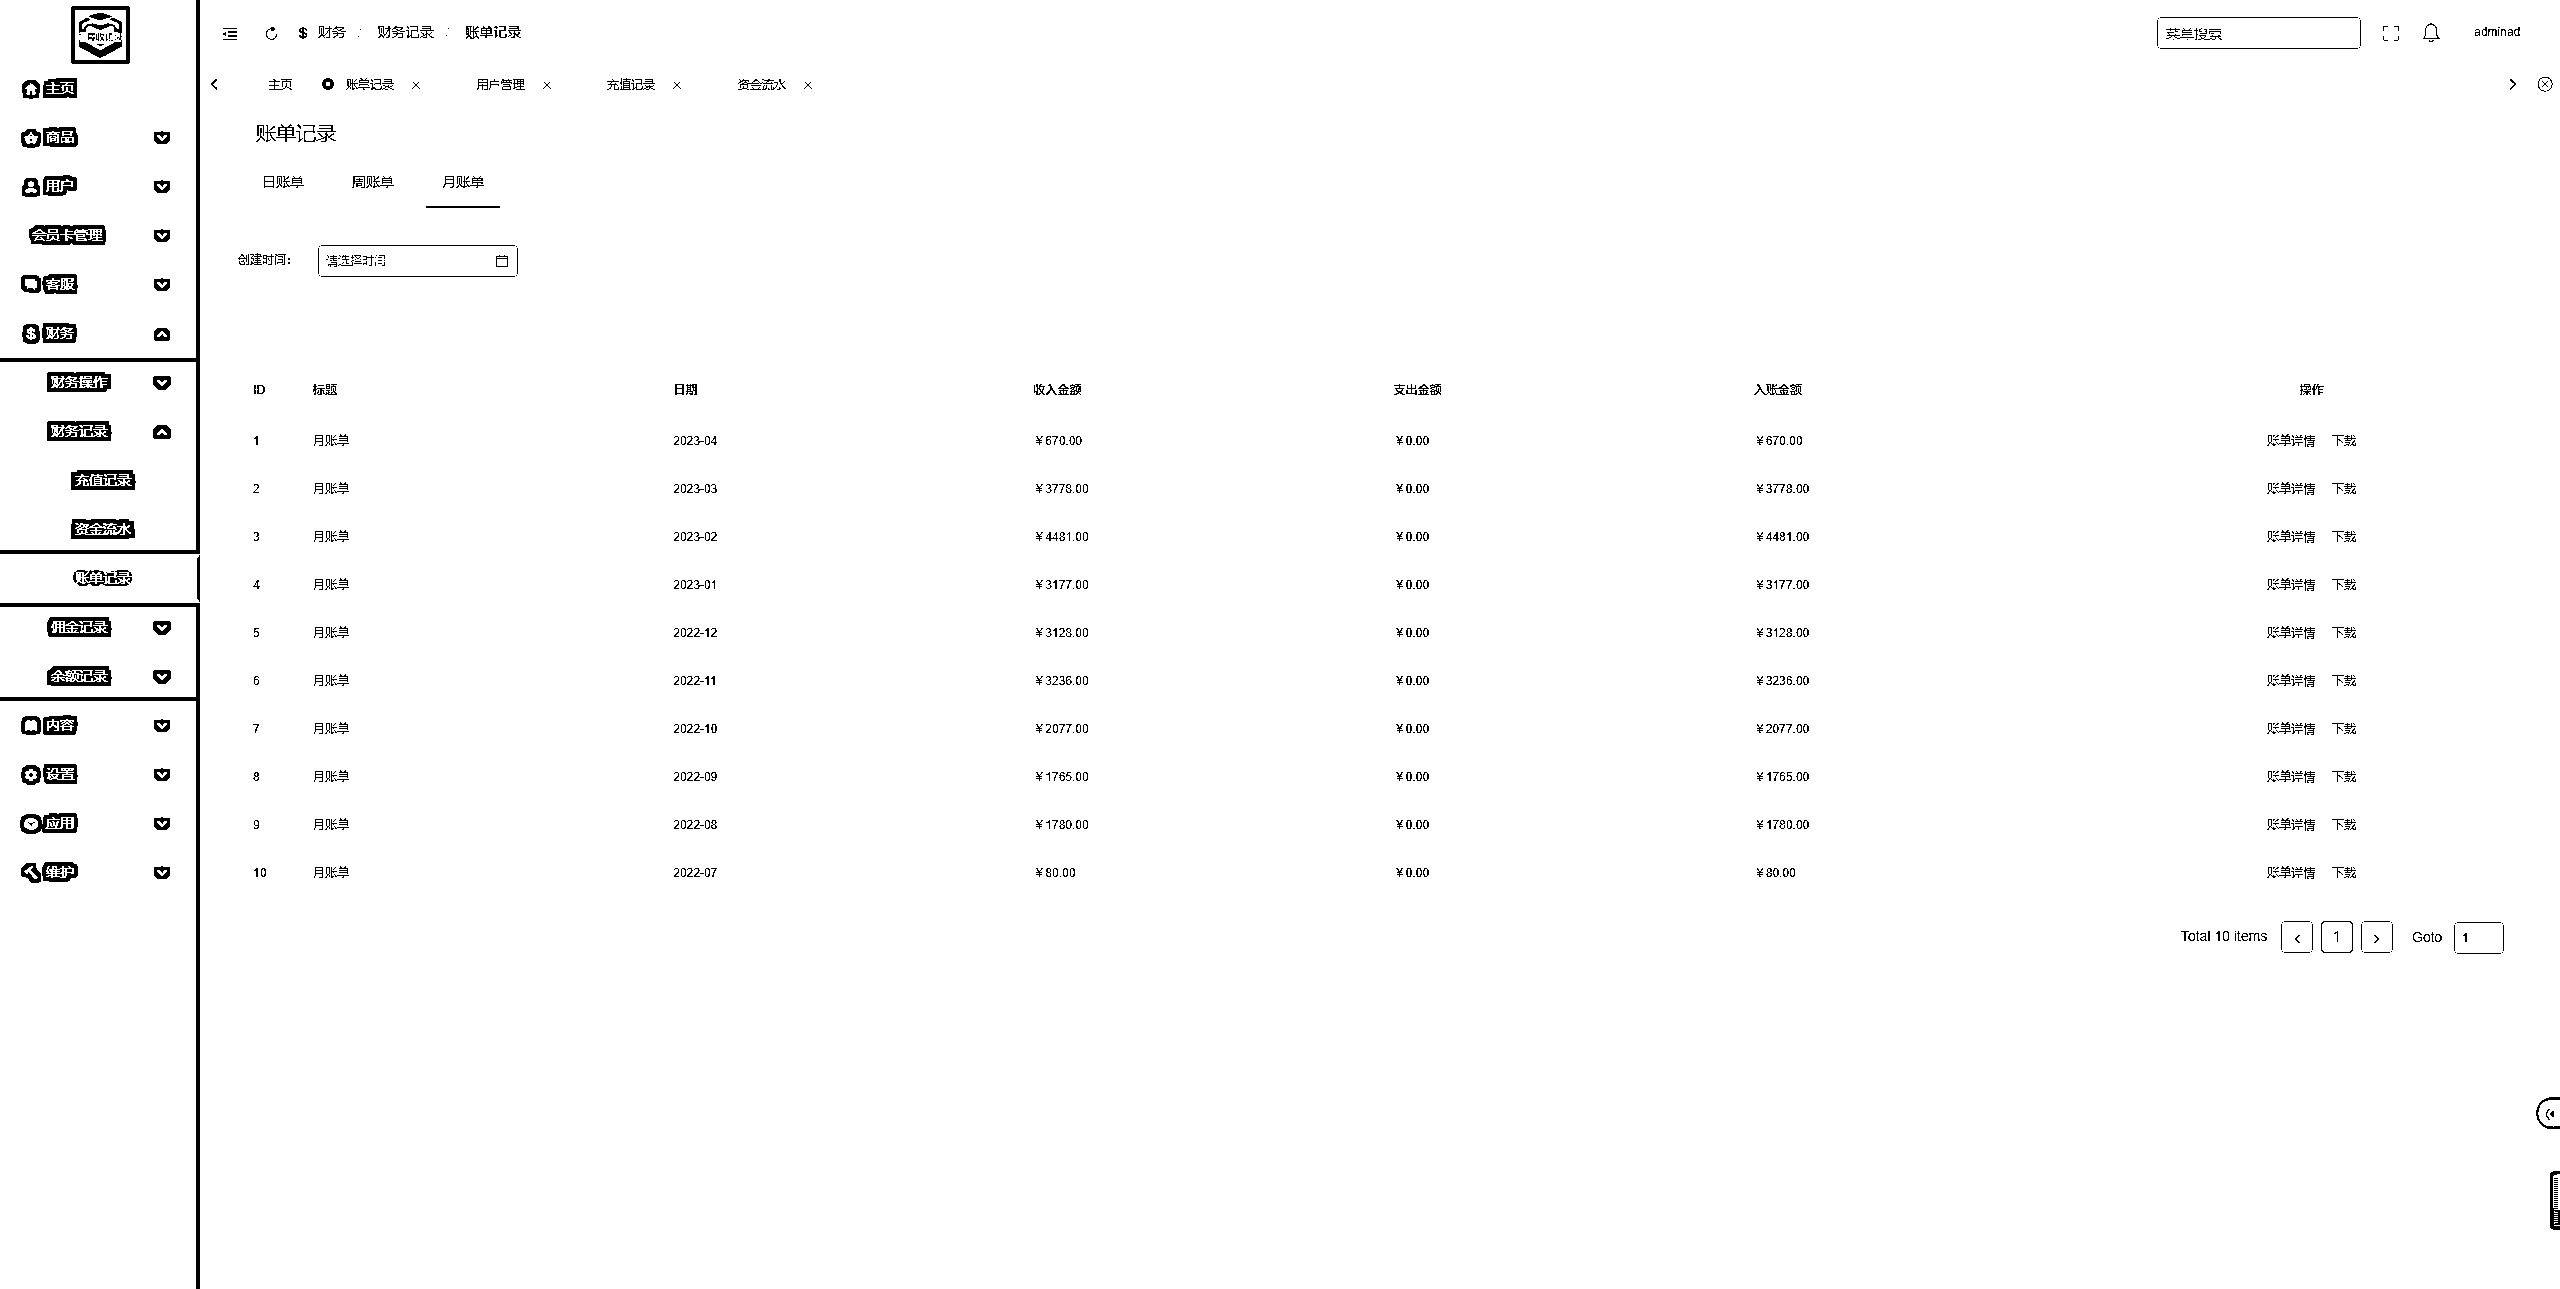 主页
商品
用户
会员卡管理
客服
财务
财务操作
财务记录
充值记录
资金流水
账单记录
佣金记录
余额记录
内容
设置
应用
维护
财务 / 财务记录 / 账单记录
菜单搜索
adminad
主页 账单记录 用户管理 充值记录 资金流水
账单记录
日账单 周账单 月账单
创建时间： 请选择时间
ID 标题 日期 收入金额 支出金额 入账金额 操作
1 月账单 2023-04 ￥670.00 ￥0.00 ￥670.00 账单详情 下载
2 月账单 2023-03 ￥3778.00 ￥0.00 ￥3778.00 账单详情 下载
3 月账单 2023-02 ￥4481.00 ￥0.00 ￥4481.00 账单详情 下载
4 月账单 2023-01 ￥3177.00 ￥0.00 ￥3177.00 账单详情 下载
5 月账单 2022-12 ￥3128.00 ￥0.00 ￥3128.00 账单详情 下载
6 月账单 2022-11 ￥3236.00 ￥0.00 ￥3236.00 账单详情 下载
7 月账单 2022-10 ￥2077.00 ￥0.00 ￥2077.00 账单详情 下载
8 月账单 2022-09 ￥1765.00 ￥0.00 ￥1765.00 账单详情 下载
9 月账单 2022-08 ￥1780.00 ￥0.00 ￥1780.00 账单详情 下载
10 月账单 2022-07 ￥80.00 ￥0.00 ￥80.00 账单详情 下载
Total 10 items 1 Goto 1